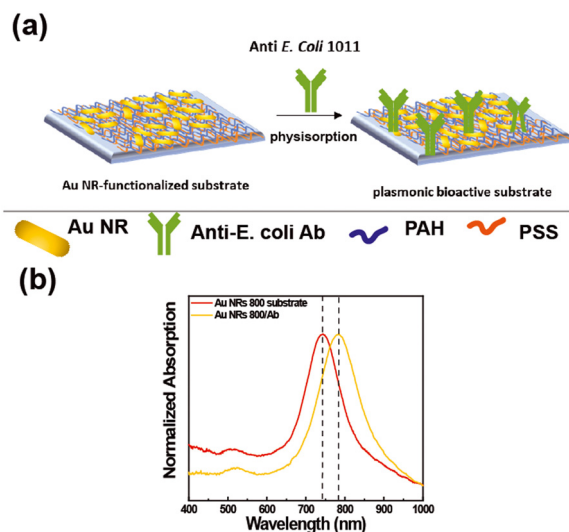 (a)
Anti E. Coli 1011
physisorption
Au NR-functionalized substrate
plasmonic bioactive substrate
Au NR
Anti-E. coli Ab
PAH
PSS
(b)
Au NRs 800 substrate
Au NRs 800/Ab
Normalized Absorption
400 500 600 700 800 900 1000
Wavelength (nm)